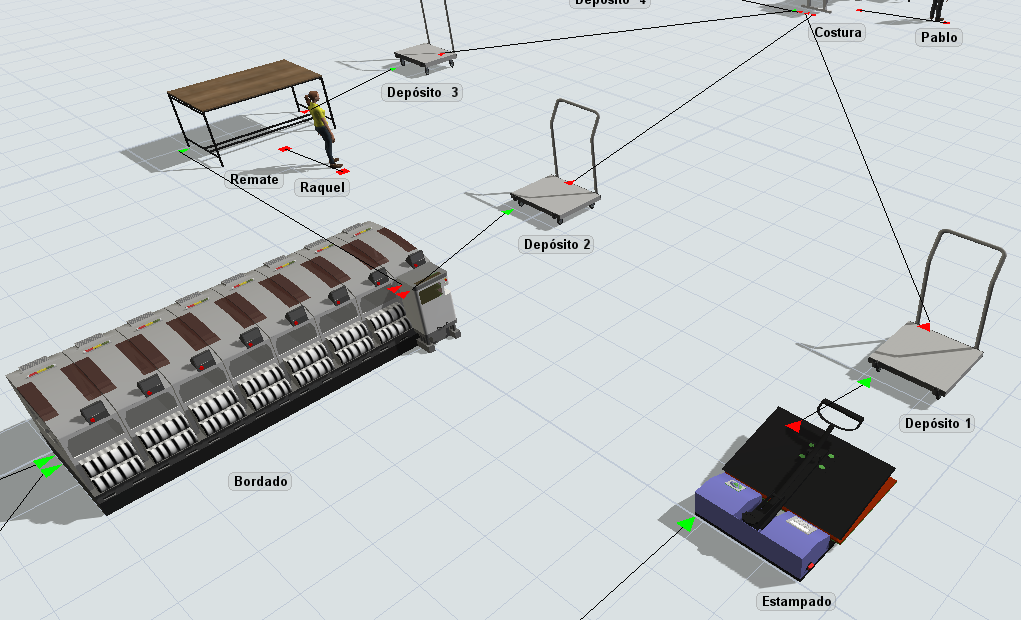 Depósito 4
Costura
Pablo
Depósito 3
Remate
Raquel
Depósito 2
Depósito 1
Bordado
Estampado